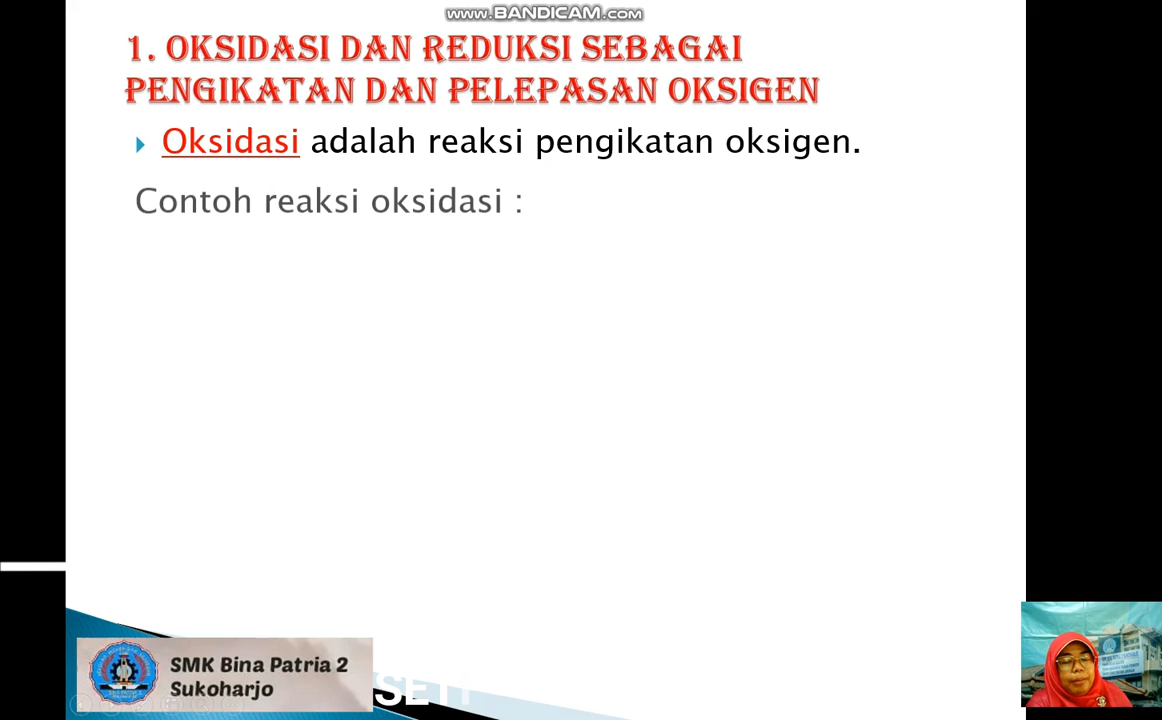 WWW.BANDICAM.COM
1. OKSIDASI DAN REDUKSI SEBAGAI
PENGIKATAN DAN PELEPASAN OKSIGEN
Oksidasi adalah reaksi pengikatan oksigen.
Contoh reaksi oksidasi :
SMK Bina Patria 2
Sukoharjo